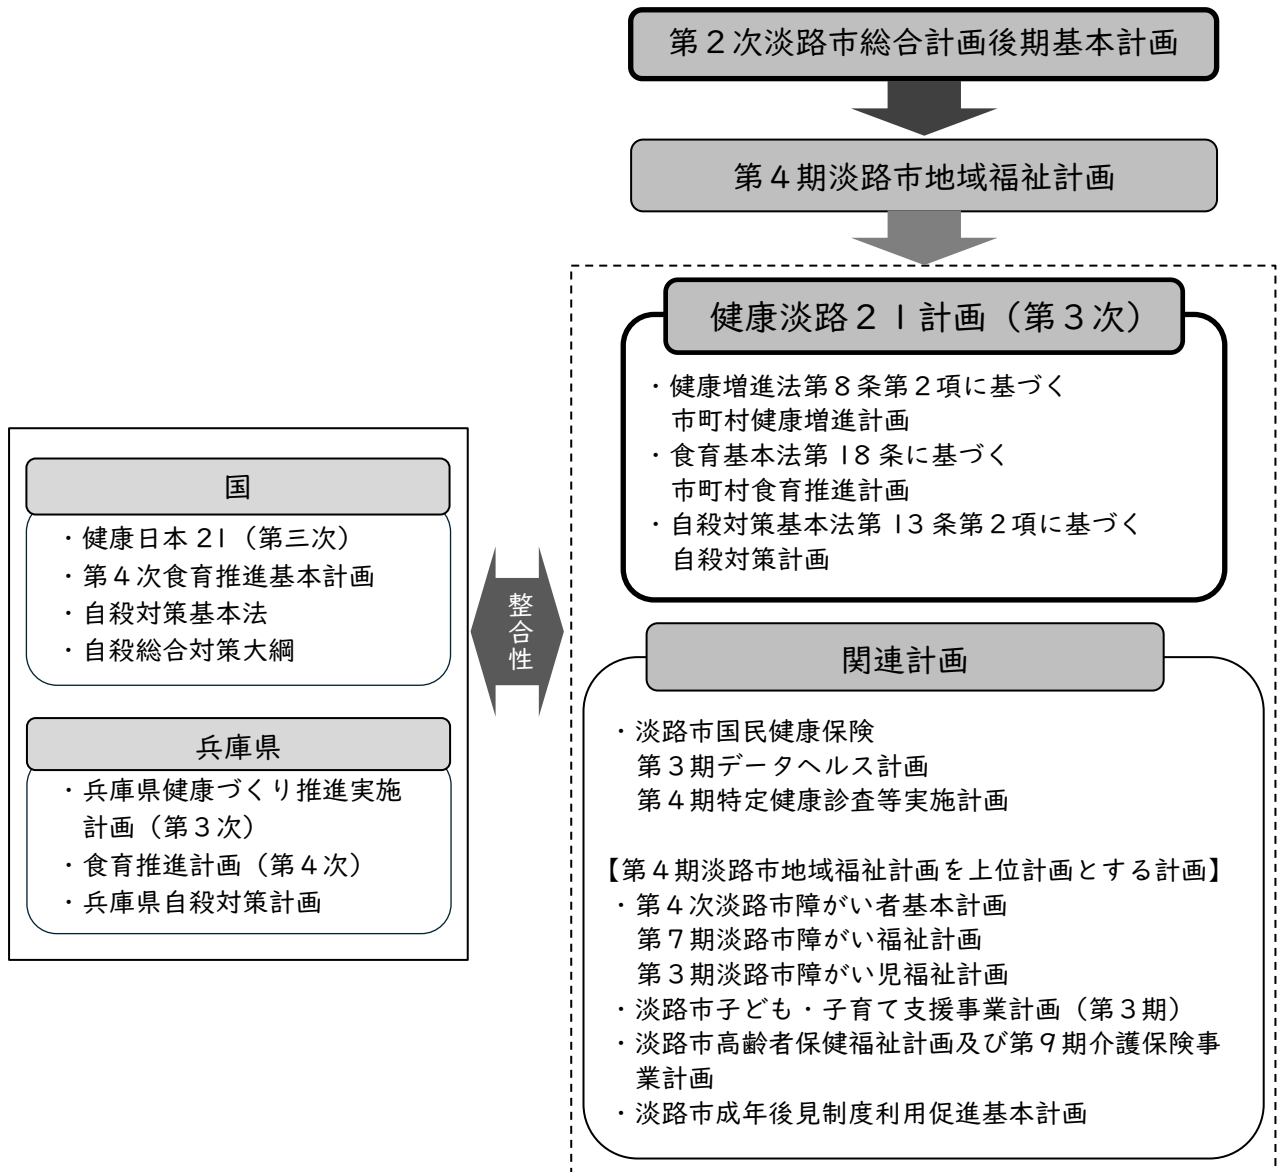 第２次淡路市総合計画後期基本計画
第４期淡路市地域福祉計画
健康淡路２１計画（第３次）
・健康増進法第８条第２項に基づく
市町村健康増進計画
・食育基本法第 18 条に基づく
市町村食育推進計画
・自殺対策基本法第 13 条第２項に基づく
自殺対策計画
国
・健康日本 21（第三次）
・第４次食育推進基本計画
・自殺対策基本法
・自殺総合対策大綱
兵庫県
・兵庫県健康づくり推進実施
計画（第３次）
・食育推進計画（第４次）
・兵庫県自殺対策計画
整合性
関連計画
・淡路市国民健康保険
第３期データヘルス計画
第４期特定健康診査等実施計画
【第４期淡路市地域福祉計画を上位計画とする計画】
・第４次淡路市障がい者基本計画
第７期淡路市障がい福祉計画
第３期淡路市障がい児福祉計画
・淡路市子ども・子育て支援事業計画（第３期）
・淡路市高齢者保健福祉計画及び第９期介護保険事
業計画
・淡路市成年後見制度利用促進基本計画